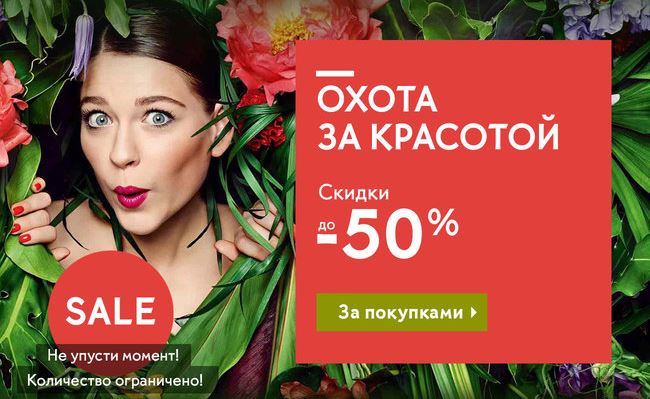 ОХОТА
ЗА КРАСОТОЙ
Скидки
до -50%
За покупками
SALE
Не упусти момент!
Количество ограничено!